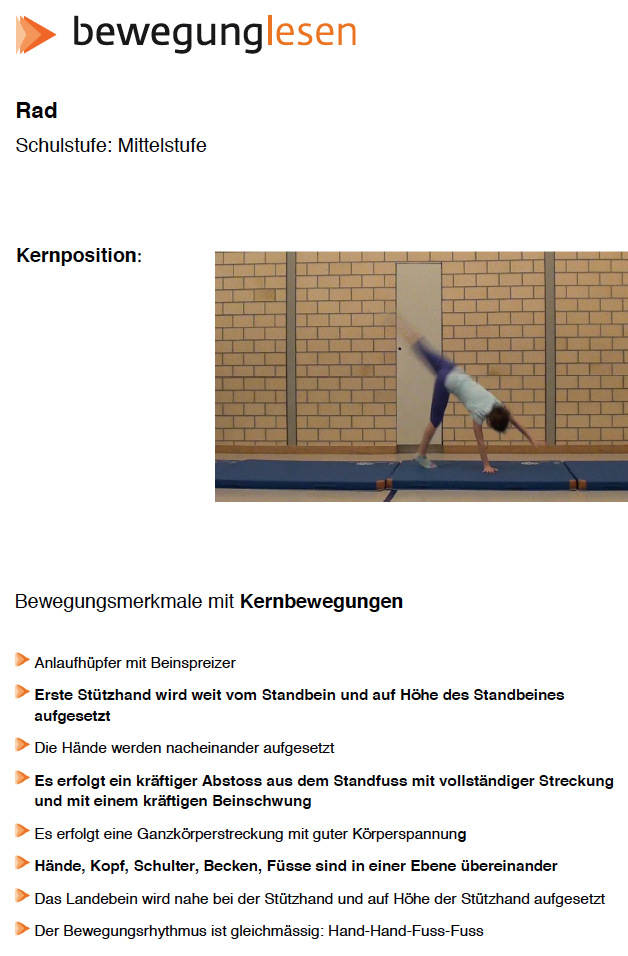 bewegunglesen
Rad
Schulstufe: Mittelstufe
Kernposition:
Bewegungsmerkmale mit Kernbewegungen
Anlaufhüpfer mit Beinspreizer
Erste Stützhand wird weit vom Standbein und auf Höhe des Standbeines
aufgesetzt
Die Hände werden nacheinander aufgesetzt
Es erfolgt ein kräftiger Abstoss aus dem Standfuss mit vollständiger Streckung
und mit einem kräftigen Beinschwung
Es erfolgt eine Ganzkörperstreckung mit guter Körperspannung
Hände, Kopf, Schulter, Becken, Füsse sind in einer Ebene übereinander
Das Landebein wird nahe bei der Stützhand und auf Höhe der Stützhand aufgesetzt
Der Bewegungsrhythmus ist gleichmässig: Hand-Hand-Fuss-Fuss